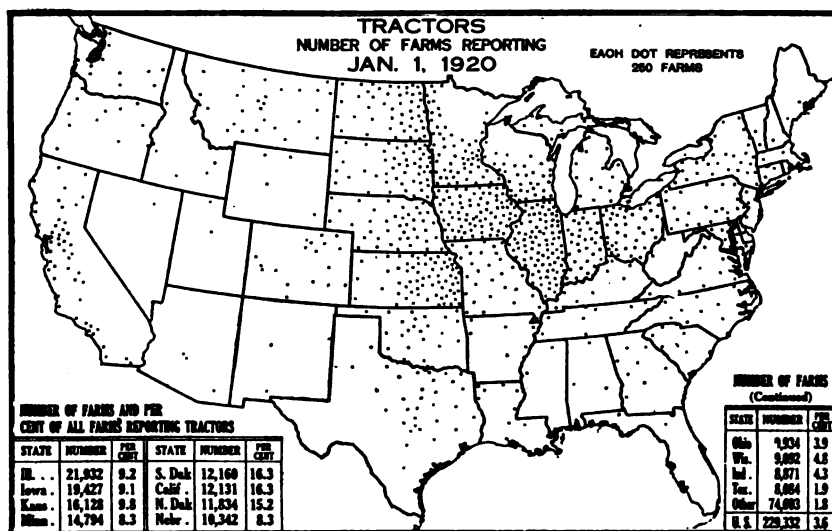 TRACTORS
NUMBER OF FARMS REPORTING
JAN. 1, 1920
EACH DOT REPRESENTS
250 FARMS
NUMBER OF FARMS AND PER
CENT OF ALL FARMS REPORTING TRACTORS
STATE NUMBER PER CENT STATE NUMBER PER CENT
Ill. 21,932 9.2 S. Dak 12,160 16.3
Iowa . 19,427 9.1 Calif . 12,131 10.3
Kans . 16,128 9.8 N. Dak 11,834 15.2
Minn . 14,794 8.3 Nebr . 10,342 8.3
NUMBER OF FARMS
(Continued)
STATE NUMBER PER CENT
Ohio 9,934 3.9
Wis. 9,092 4.8
Ind . 8,871 4.3
Tex. 8,084 1.9
Other 74,603 1.8
U. S. 229,332 3.6